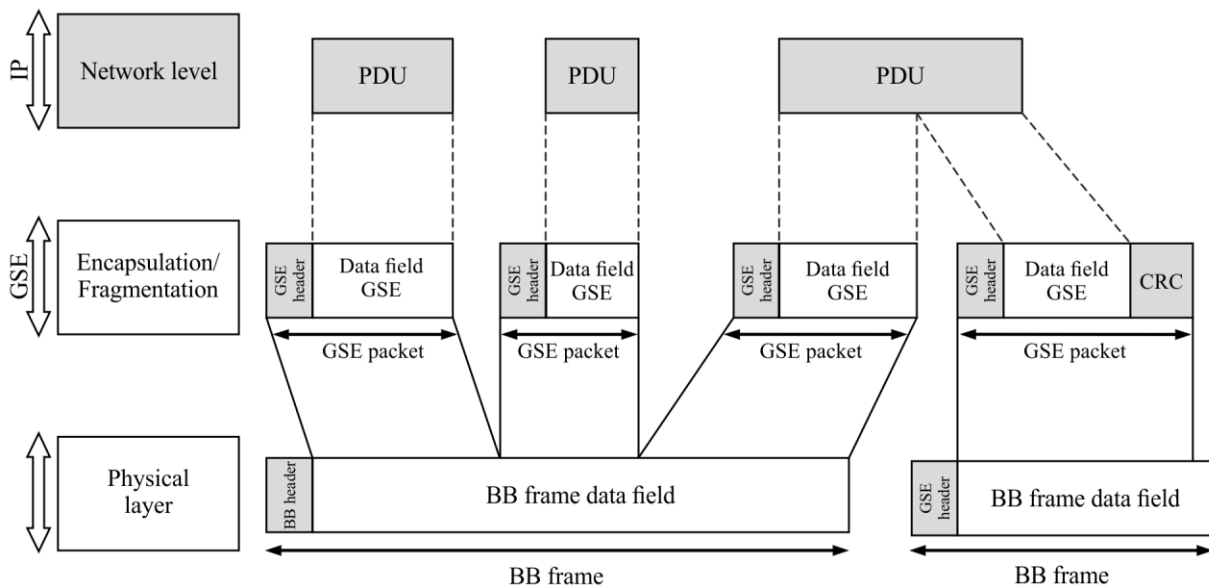 IP
Network level
PDU
PDU
PDU
GSE
Encapsulation/
Fragmentation
GSE
header
Data field
GSE
GSE
header
Data field
GSE
GSE
header
Data field
GSE
GSE
header
Data field
GSE
CRC
GSE packet
GSE packet
GSE packet
GSE packet
Physical
layer
BB header
BB frame data field
GSE
header
BB frame data field
BB frame
BB frame